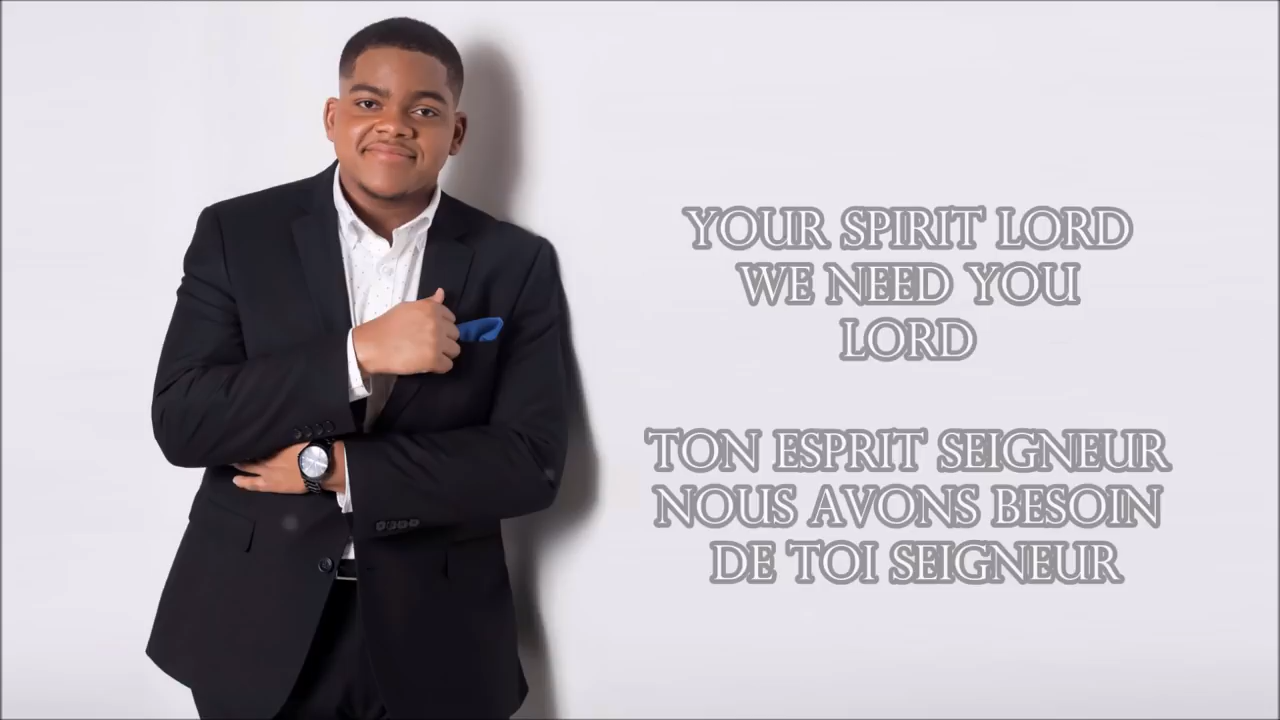 YOUR SPIRIT LORD
WE NEED YOU
LORD
TON ESPRIT SEIGNEUR
NOUS AVONS BESOIN
DE TOI SEIGNEUR